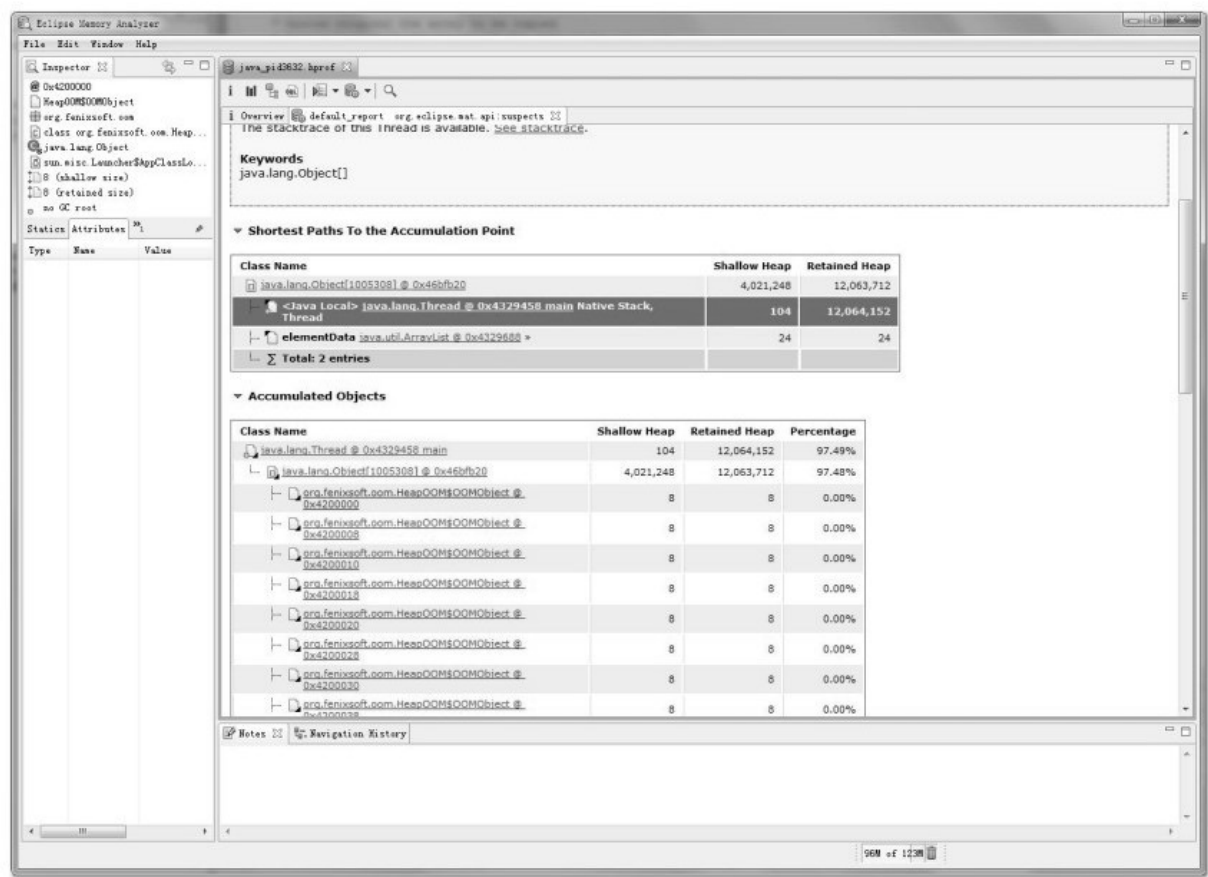 Eclipse Memory Analyzer
File Edit Window Help
Inspector
@ 0x4200000
HeapOOM$OOMObject
org.fenixsoft.oom
class org.fenixsoft.oom.Heap...
java.lang.Object
sun.misc.Launcher$AppClassLo...
8 (shallow size)
8 (retained size)
no GC root
Statics Attributes »1
Type Name Value
java_pid3632.hprof
i Overview default_report org.eclipse.mat.api:suspects
The stacktrace of this Thread is available. See stacktrace.
Keywords
java.lang.Object[]
Shortest Paths To the Accumulation Point
Class Name Shallow Heap Retained Heap
java.lang.Object[1005308] @ 0x46bfb20 4,021,248 12,063,712
<Java Local> java.lang.Thread @ 0x4329458 main Native Stack, 104 12,064,152
Thread
elementData java.util.ArrayList @ 0x4329688 » 24 24
∑ Total: 2 entries
Accumulated Objects
Class Name Shallow Heap Retained Heap Percentage
java.lang.Thread @ 0x4329458 main 104 12,064,152 97.49%
java.lang.Object[1005308] @ 0x46bfb20 4,021,248 12,063,712 97.48%
org.fenixsoft.oom.HeapOOM$OOMObject @ 8 8 0.00%
0x4200000
org.fenixsoft.oom.HeapOOM$OOMObject @ 8 8 0.00%
0x4200008
org.fenixsoft.oom.HeapOOM$OOMObject @ 8 8 0.00%
0x4200010
org.fenixsoft.oom.HeapOOM$OOMObject @ 8 8 0.00%
0x4200018
org.fenixsoft.oom.HeapOOM$OOMObject @ 8 8 0.00%
0x4200020
org.fenixsoft.oom.HeapOOM$OOMObject @ 8 8 0.00%
0x4200028
org.fenixsoft.oom.HeapOOM$OOMObject @ 8 8 0.00%
0x4200030
org.fenixsoft.oom.HeapOOM$OOMObject @ 8 8 0.00%
0x4200038
Notes Navigation History
96M of 123M